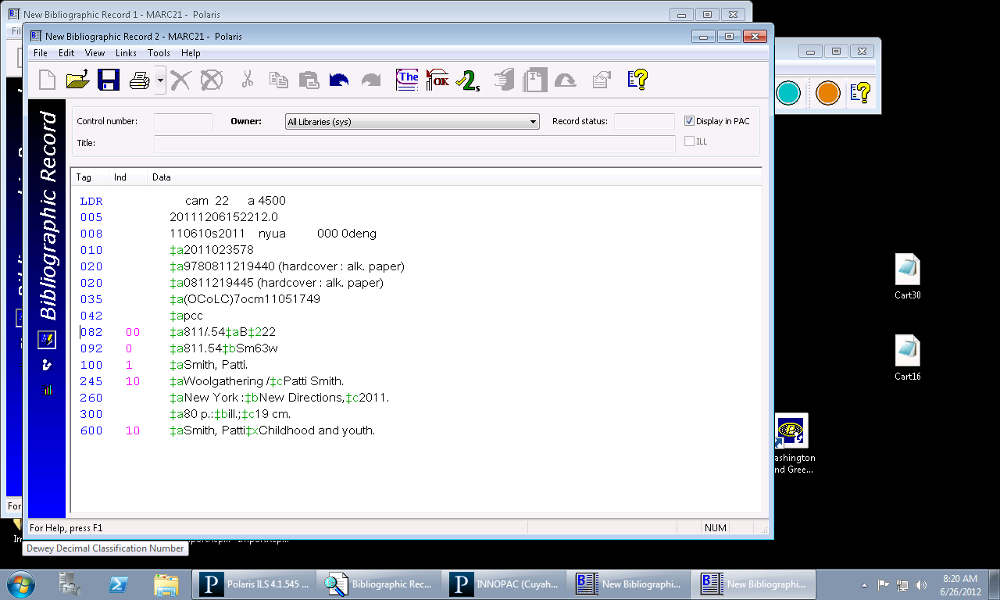 New Bibliographic Record 1 - MARC21 - Polaris
New Bibliographic Record 2 - MARC21 - Polaris
File Edit View Links Tools Help
Control number:
Owner:
All Libraries (sys)
Record status:
Display in PAC
Title:
ILL
Bibliographic Record
Tag Ind Data
LDR cam 22 a 4500
005 20111206152212.0
008 110610s2011 nyua 000 0deng
010 ‡a2011023578
020 ‡a9780811219440 (hardcover : alk. paper)
020 ‡a0811219445 (hardcover : alk. paper)
035 ‡a(OCoLC)7ocm11051749
042 ‡apcc
082 00 ‡a811/.54‡aB‡222
092 0 ‡a811.54‡bSm63w
100 1 ‡aSmith, Patti.
245 10 ‡aWoolgathering /‡cPatti Smith.
260 ‡aNew York :‡bNew Directions,‡c2011.
300 ‡a80 p.:‡bill.;‡c19 cm.
600 10 ‡aSmith, Patti‡xChildhood and youth.
For Help, press F1
NUM
Dewey Decimal Classification Number
Cart30
Cart16
ashington
nd Gree...
Polaris ILS 4.1.545 ...
Bibliographic Rec...
INNOPAC (Cuyah...
New Bibliographi...
New Bibliographi...
8:20 AM
6/26/2012